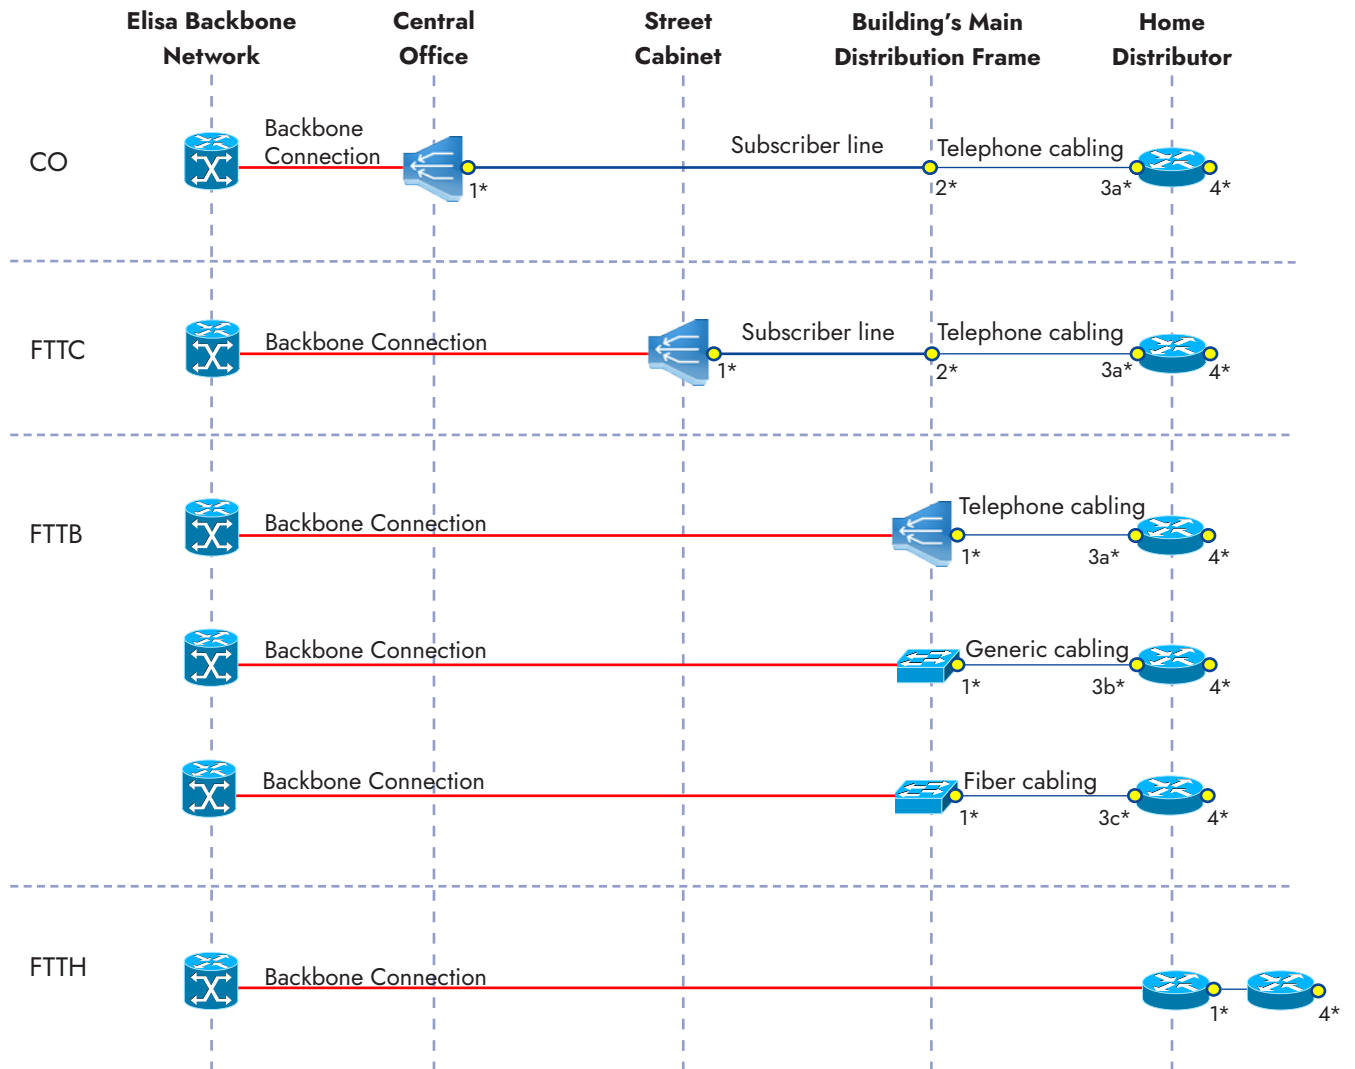 Elisa Backbone
Network
Central
Office
Street
Cabinet
Building's Main
Distribution Frame
Home
Distributor
CO
Backbone
Connection
1*
Subscriber line
2*
Telephone cabling
3a*
4*
FTTC
Backbone Connection
1*
Subscriber line
2*
Telephone cabling
3a*
4*
FTTB
Backbone Connection
1*
Telephone cabling
3a*
4*
Backbone Connection
1*
Generic cabling
3b*
4*
Backbone Connection
1*
Fiber cabling
3c*
4*
FTTH
Backbone Connection
1*
4*